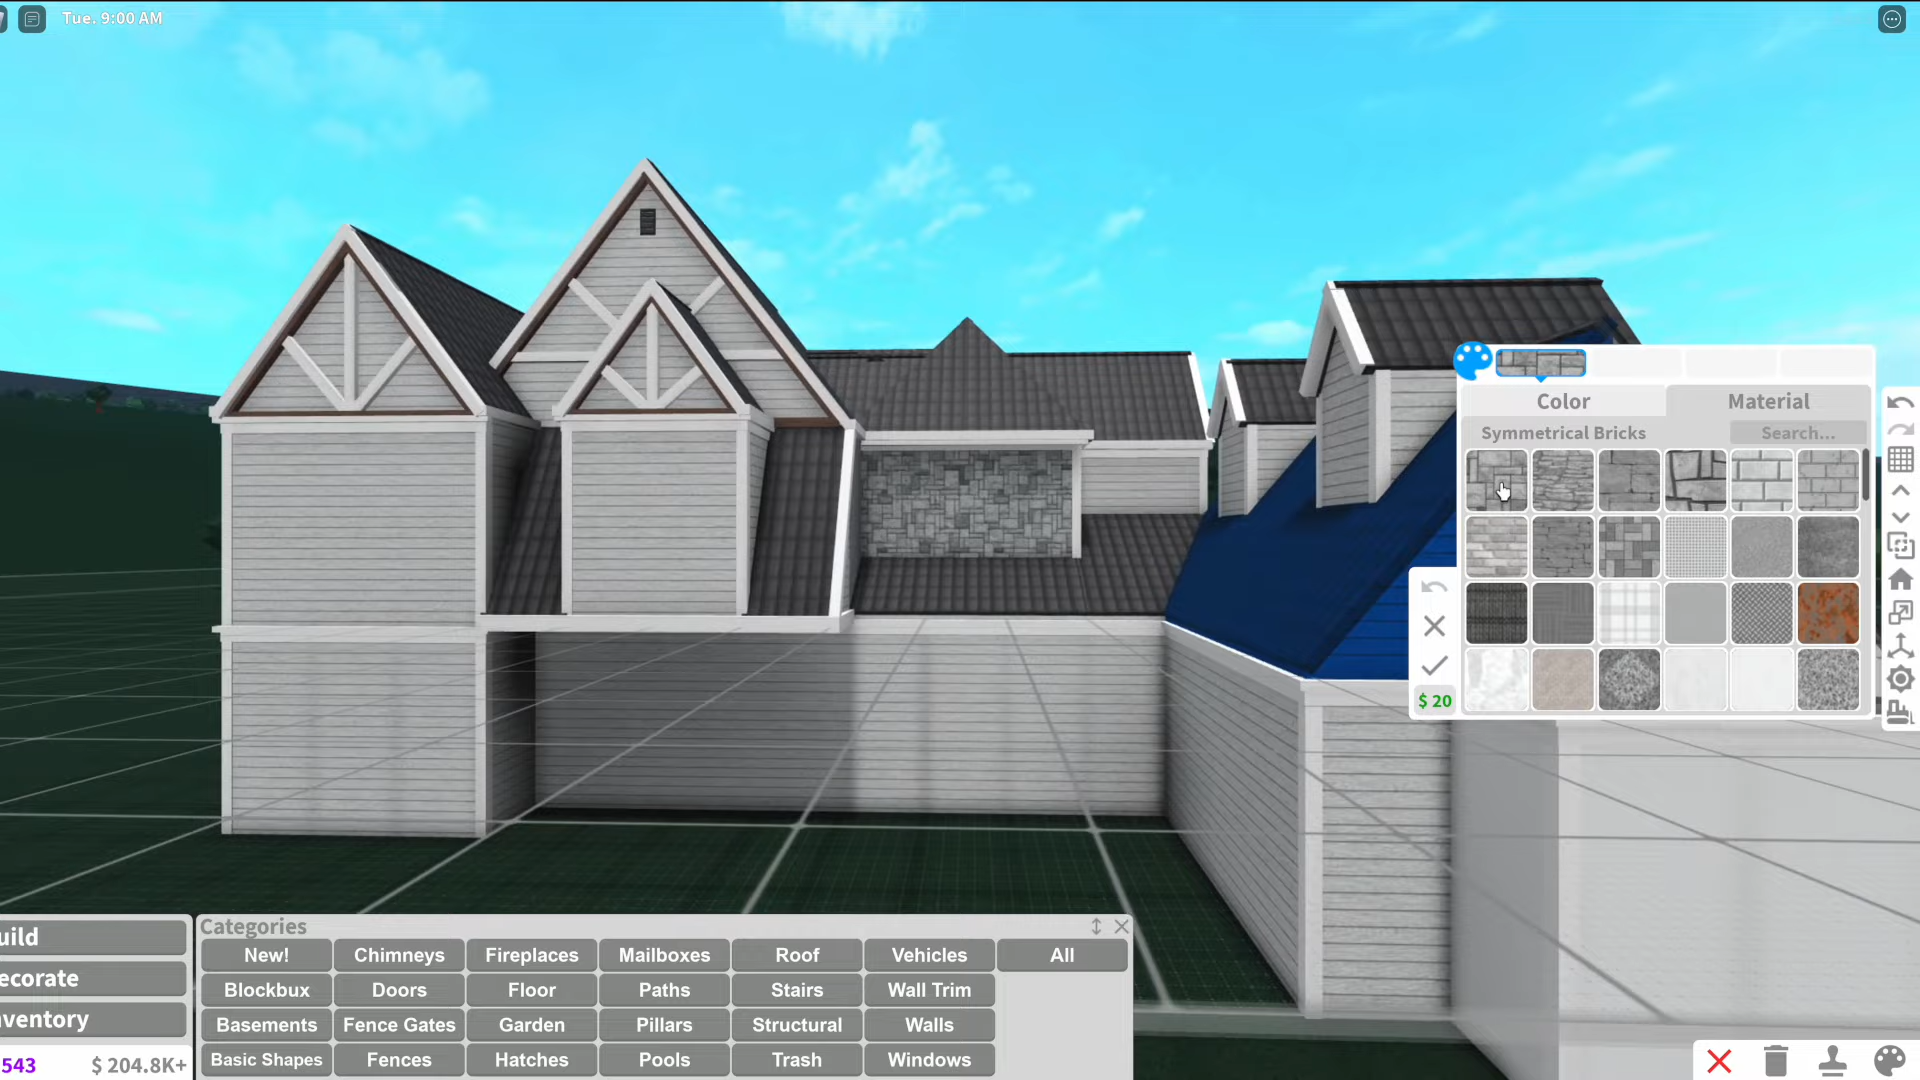 Tue. 9:00 AM
Color
Material
Symmetrical Bricks
Search...
$ 20
uild
ecorate
ventory
543
$ 204.8K+
Categories
New!
Chimneys
Fireplaces
Mailboxes
Roof
Vehicles
All
Blockbux
Doors
Floor
Paths
Stairs
Wall Trim
Basements
Fence Gates
Garden
Pillars
Structural
Walls
Basic Shapes
Fences
Hatches
Pools
Trash
Windows